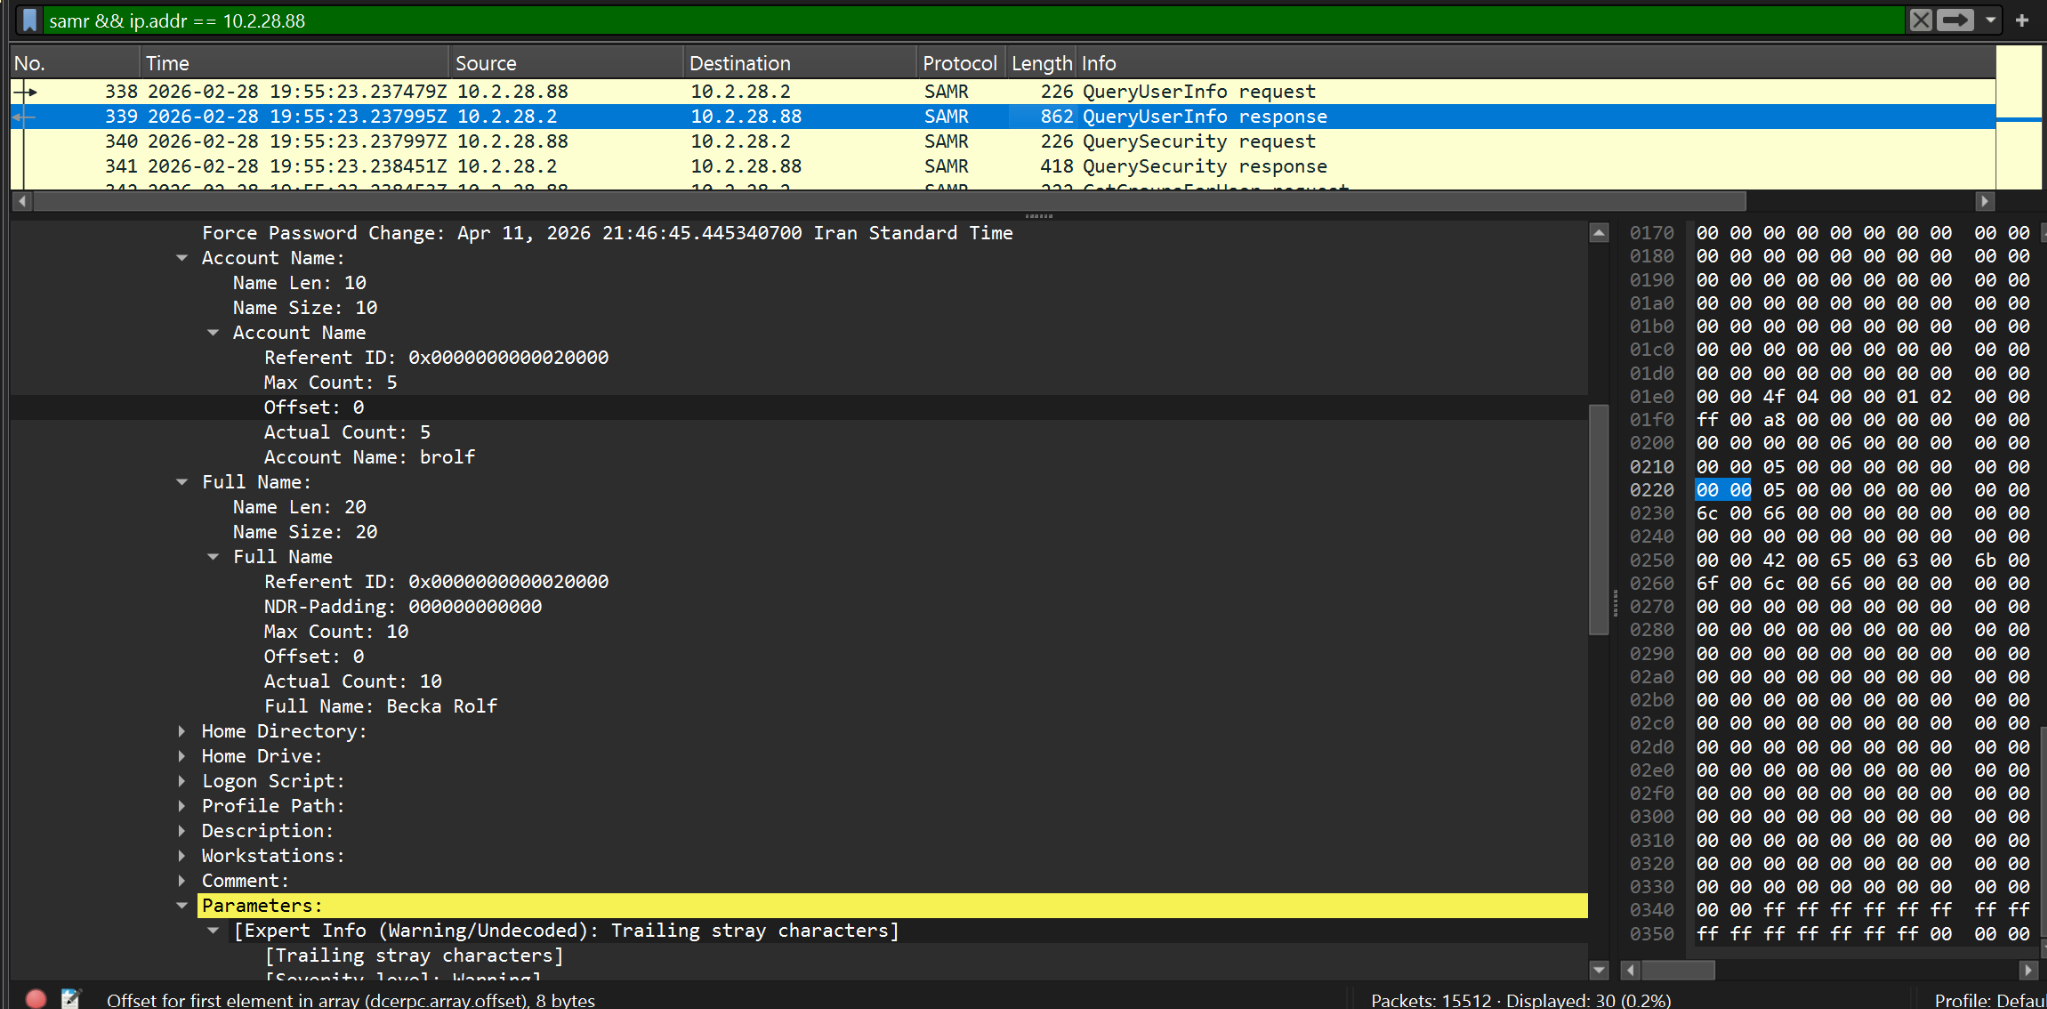 samr && ip.addr == 10.2.28.88
No. Time Source Destination Protocol Length Info
338 2026-02-28 19:55:23.237479Z 10.2.28.88 10.2.28.2 SAMR 226 QueryUserInfo request
339 2026-02-28 19:55:23.237995Z 10.2.28.2 10.2.28.88 SAMR 862 QueryUserInfo response
340 2026-02-28 19:55:23.237997Z 10.2.28.88 10.2.28.2 SAMR 226 QuerySecurity request
341 2026-02-28 19:55:23.238451Z 10.2.28.2 10.2.28.88 SAMR 418 QuerySecurity response
342 2026-02-28 19:55:23.238453Z 10.2.28.88 10.2.28.2 SAMR 222 GetGroupsForUser request
Force Password Change: Apr 11, 2026 21:46:45.445340700 Iran Standard Time
Account Name:
Name Len: 10
Name Size: 10
Account Name
Referent ID: 0x0000000000020000
Max Count: 5
Offset: 0
Actual Count: 5
Account Name: brolf
Full Name:
Name Len: 20
Name Size: 20
Full Name
Referent ID: 0x0000000000020000
NDR-Padding: 000000000000
Max Count: 10
Offset: 0
Actual Count: 10
Full Name: Becka Rolf
Home Directory:
Home Drive:
Logon Script:
Profile Path:
Description:
Workstations:
Comment:
Parameters:
[Expert Info (Warning/Undecoded): Trailing stray characters]
[Trailing stray characters]
[Severity level: Warning]
0170 00 00 00 00 00 00 00 00 00 00
0180 00 00 00 00 00 00 00 00 00 00
0190 00 00 00 00 00 00 00 00 00 00
01a0 00 00 00 00 00 00 00 00 00 00
01b0 00 00 00 00 00 00 00 00 00 00
01c0 00 00 00 00 00 00 00 00 00 00
01d0 00 00 00 00 00 00 00 00 00 00
01e0 00 00 4f 04 00 00 01 02 00 00
01f0 ff 00 a8 00 00 00 00 00 00 00
0200 00 00 00 00 06 00 00 00 00 00
0210 00 00 05 00 00 00 00 00 00 00
0220 00 00 05 00 00 00 00 00 00 00
0230 6c 00 66 00 00 00 00 00 00 00
0240 00 00 00 00 00 00 00 00 00 00
0250 00 00 42 00 65 00 63 00 6b 00
0260 6f 00 6c 00 66 00 00 00 00 00
0270 00 00 00 00 00 00 00 00 00 00
0280 00 00 00 00 00 00 00 00 00 00
0290 00 00 00 00 00 00 00 00 00 00
02a0 00 00 00 00 00 00 00 00 00 00
02b0 00 00 00 00 00 00 00 00 00 00
02c0 00 00 00 00 00 00 00 00 00 00
02d0 00 00 00 00 00 00 00 00 00 00
02e0 00 00 00 00 00 00 00 00 00 00
02f0 00 00 00 00 00 00 00 00 00 00
0300 00 00 00 00 00 00 00 00 00 00
0310 00 00 00 00 00 00 00 00 00 00
0320 00 00 00 00 00 00 00 00 00 00
0330 00 00 00 00 00 00 00 00 00 00
0340 00 00 ff ff ff ff ff ff ff ff
0350 ff ff ff ff ff ff ff 00 00 00
Offset for first element in array (dcerpc.array.offset), 8 bytes
Packets: 15512 · Displayed: 30 (0.2%)
Profile: Defau